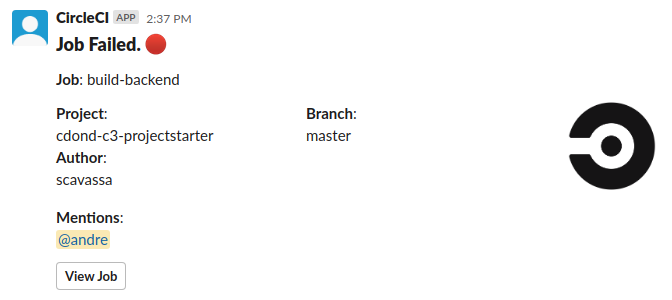 CircleCI APP 2:37 PM
Job Failed.
Job: build-backend
Project:
cdond-c3-projectstarter
Branch:
master
Author:
scavassa
Mentions:
@andre
View Job